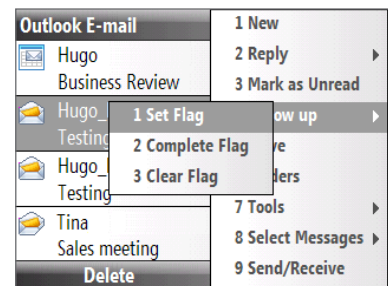 Outlook E-mail
Hugo
Business Review
Hugo_
Testing
Hugo_
Testing
Tina
Sales meeting
Delete
1 New
2 Reply
3 Mark as Unread
ow up
ve
ders
7 Tools
8 Select Messages
9 Send/Receive
1 Set Flag
2 Complete Flag
3 Clear Flag